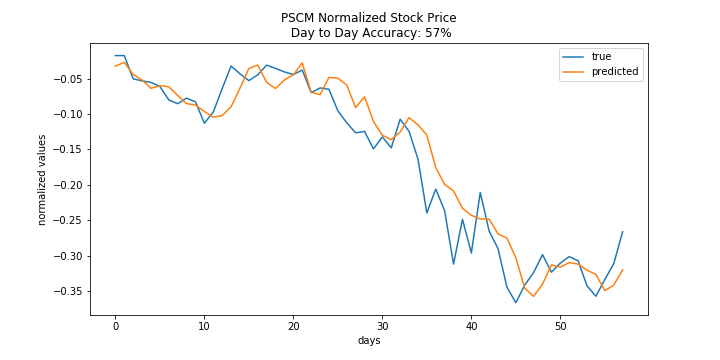 PSCM Normalized Stock Price
Day to Day Accuracy: 57%
true
predicted
normalized values
−0.05
−0.10
−0.15
−0.20
−0.25
−0.30
−0.35
0
10
20
30
40
50
days